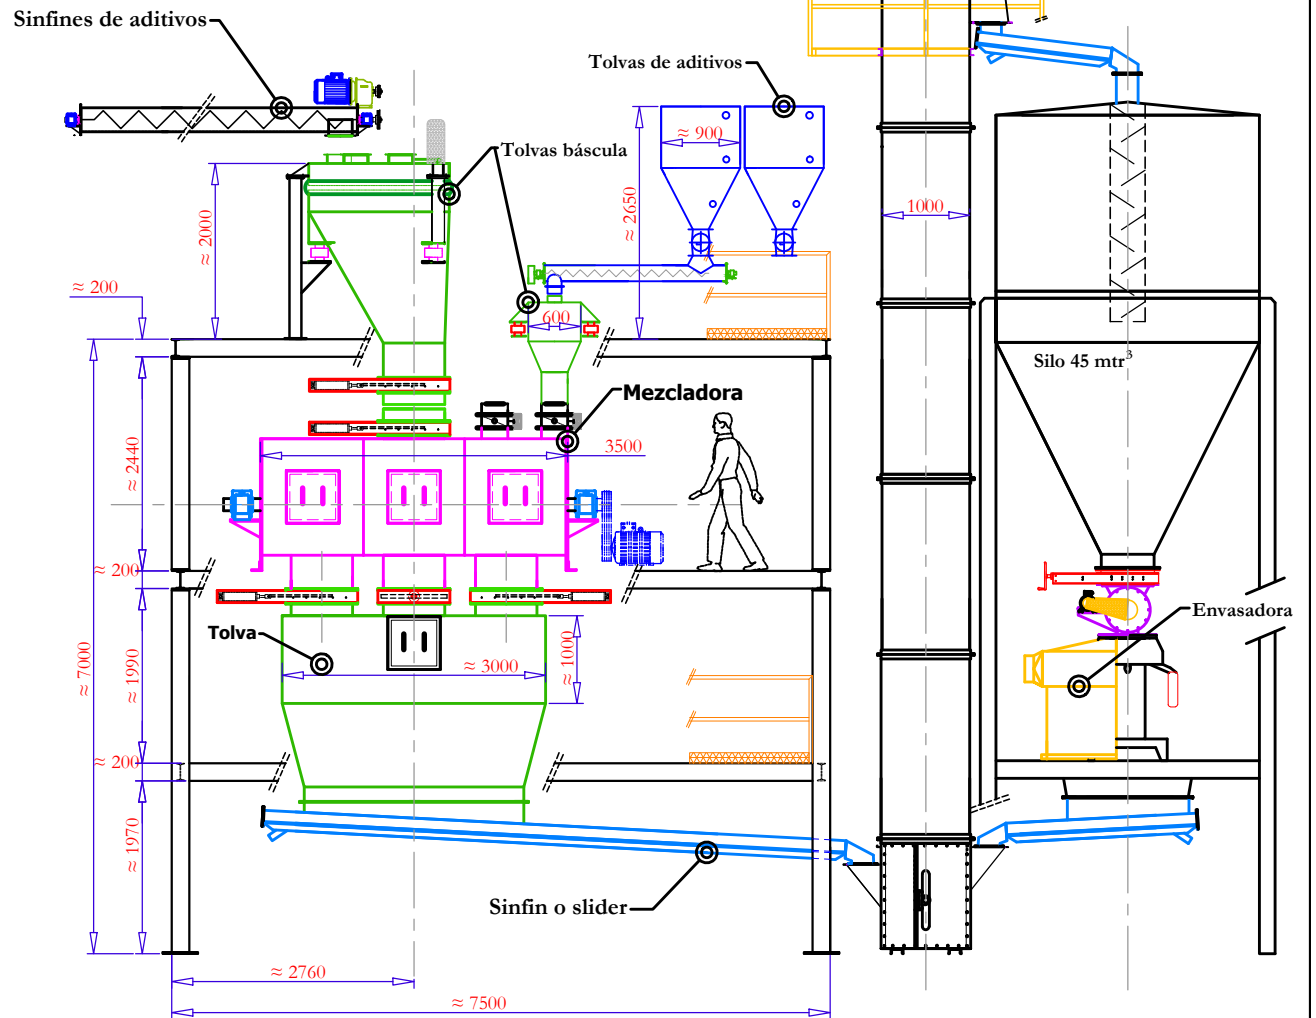 Sinfines de aditivos
Tolvas de aditivos
≈ 900
Tolvas báscula
≈ 2650
1000
≈ 2000
≈ 200
600
Silo 45 mtr³
Mezcladora
3500
≈ 2440
≈ 200
Envasadora
Tolva
≈ 1000
≈ 3000
≈ 7000
≈ 1990
≈ 200
≈ 1970
Sinfin o slider
≈ 2760
≈ 7500